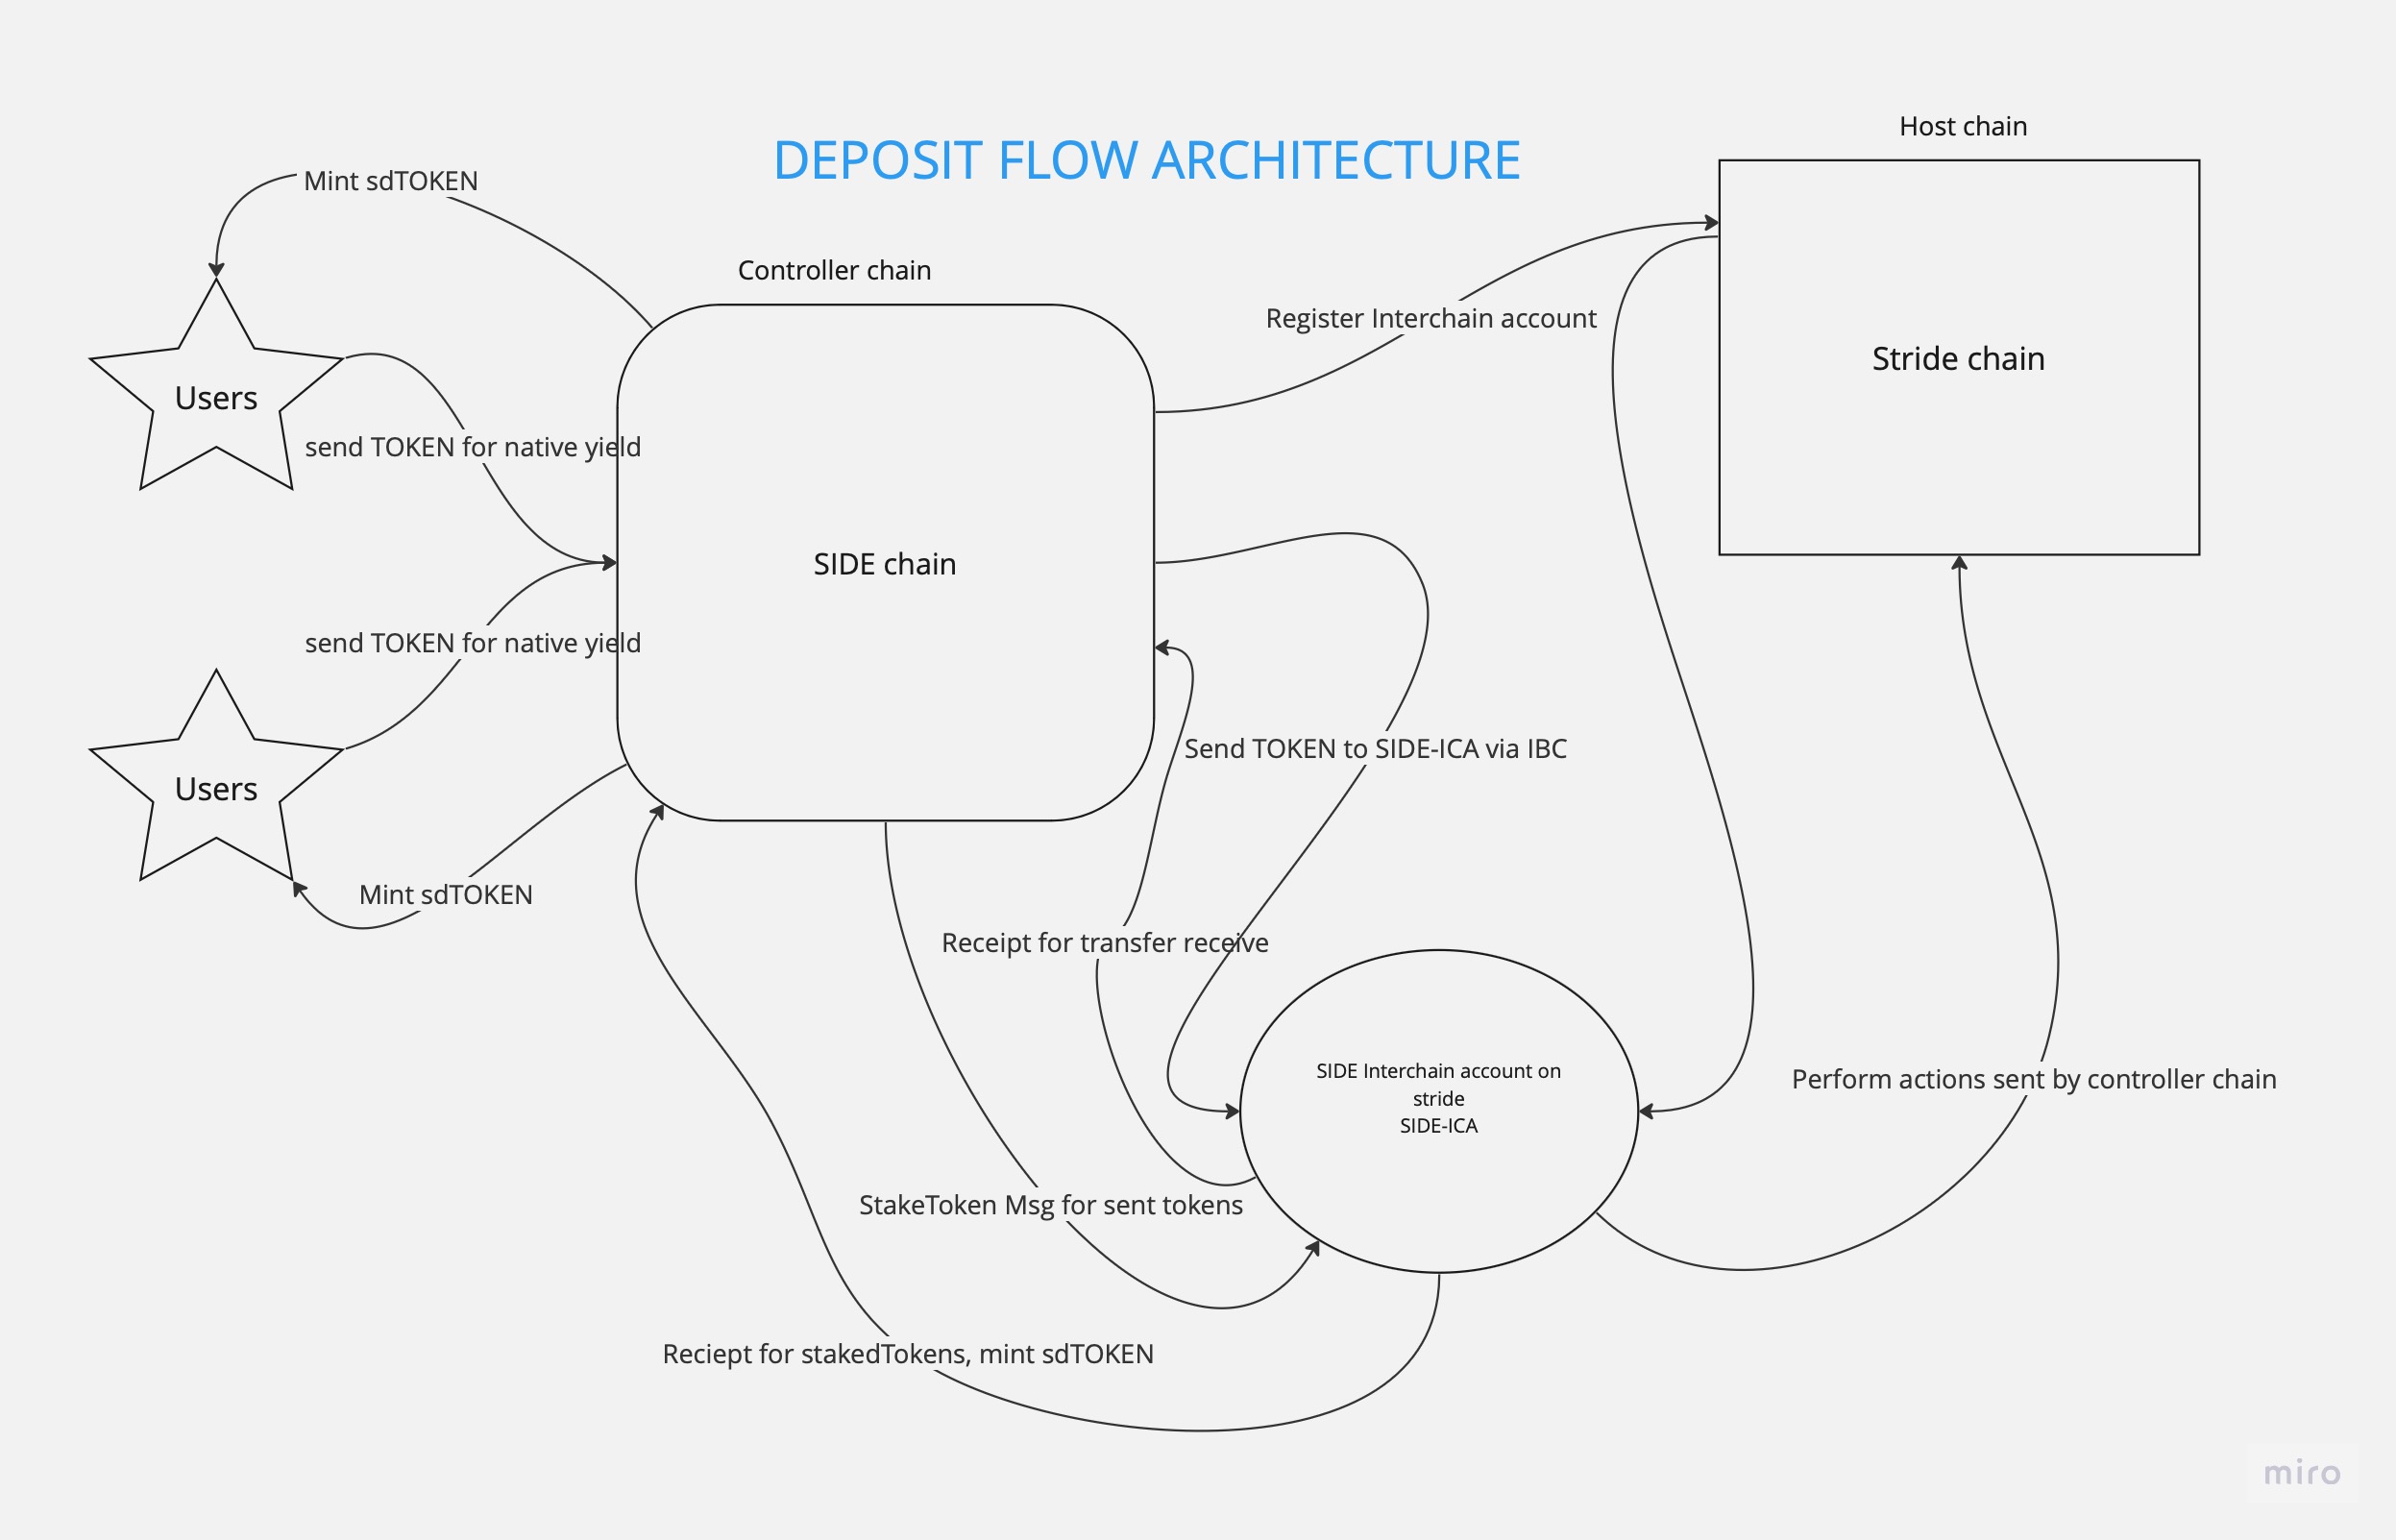 Host chain
DEPOSIT FLOW ARCHITECTURE
Mint sdTOKEN
Controller chain
Register Interchain account
Stride chain
Users
send TOKEN for native yield
SIDE chain
send TOKEN for native yield
Send TOKEN to SIDE-ICA via IBC
Users
Mint sdTOKEN
Receipt for transfer receive
SIDE Interchain account on
stride
SIDE-ICA
Perform actions sent by controller chain
StakeToken Msg for sent tokens
Reciept for stakedTokens, mint sdTOKEN
miro